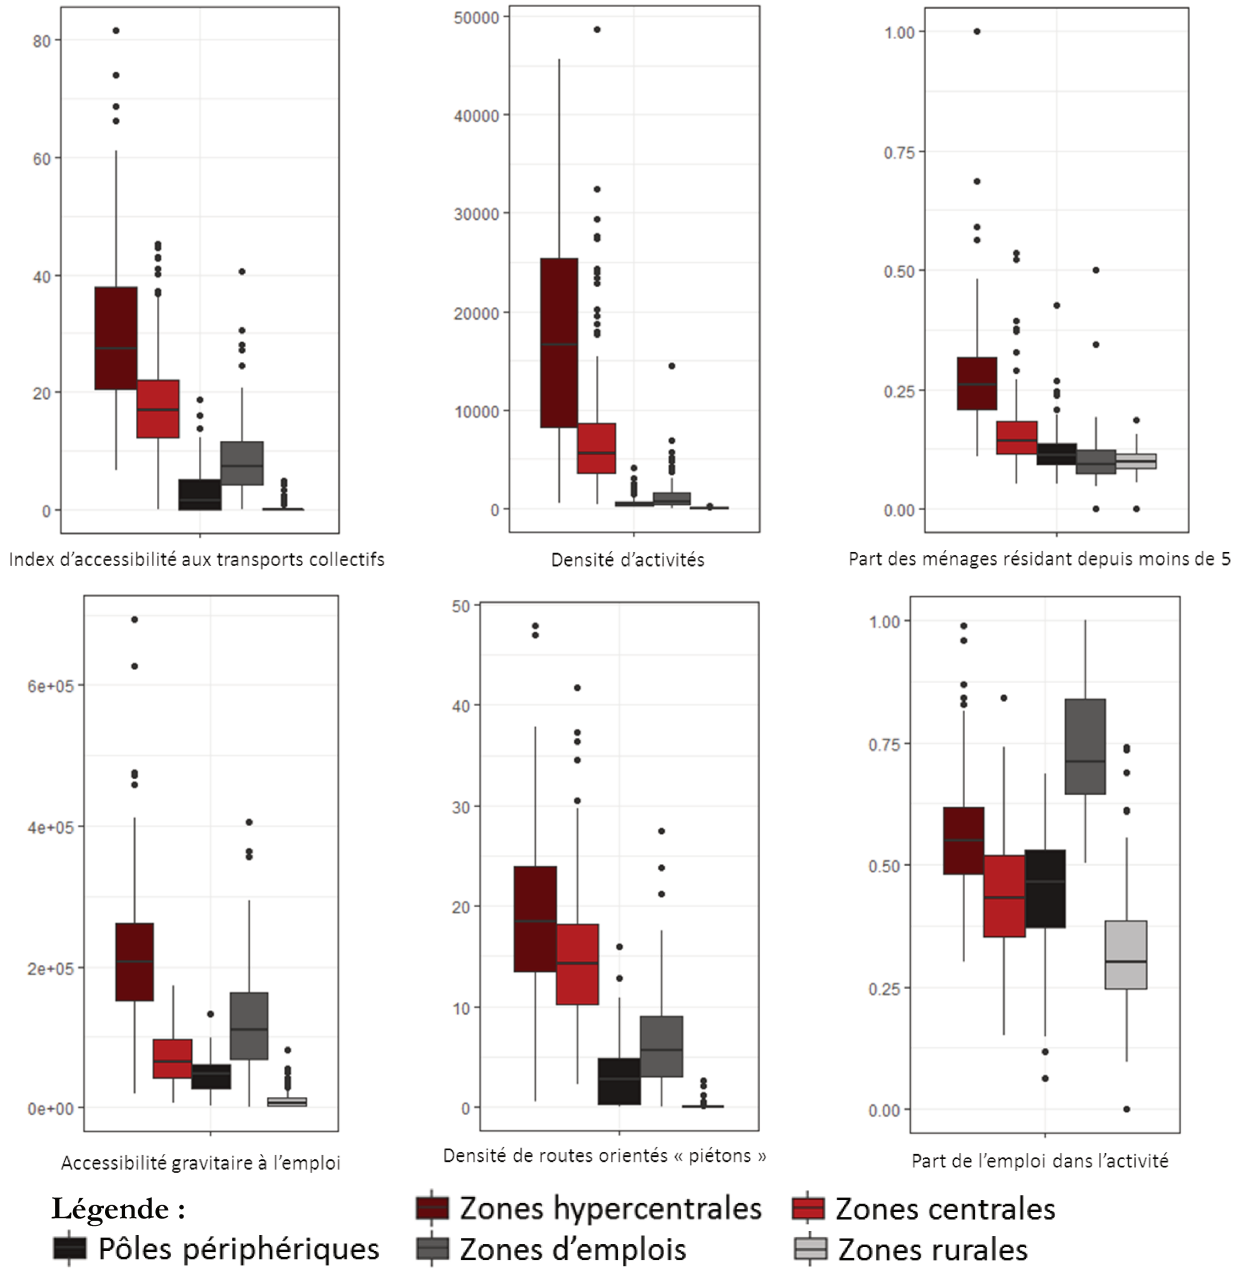 80
60
40
20
0
Index d’accessibilité aux transports collectifs
50000
40000
30000
20000
10000
0
Densité d’activités
1.00
0.75
0.50
0.25
0.00
Part des ménages résidant depuis moins de 5
6e+05
4e+05
2e+05
0e+00
Accessibilité gravitaire à l’emploi
50
40
30
20
10
0
Densité de routes orientés « piétons »
1.00
0.75
0.50
0.25
0.00
Part de l’emploi dans l’activité
Légende :
Zones hypercentrales
Zones centrales
Pôles périphériques
Zones d’emplois
Zones rurales